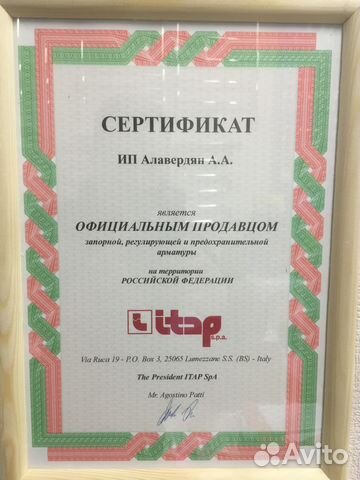 СЕРТИФИКАТ
ИП Алавердян А.А.
является
ОФИЦИАЛЬНЫМ ПРОДАВЦОМ
запорной, регулирующей и предохранительной
арматуры
на территории
РОССИЙСКОЙ ФЕДЕРАЦИИ
itap
s.p.a.
Via Ruca 19 - P.O. Box 3, 25065 Lumezzane S.S. (BS) - Italy
The President ITAP SpA
Mr. Agostino Patti
Avito